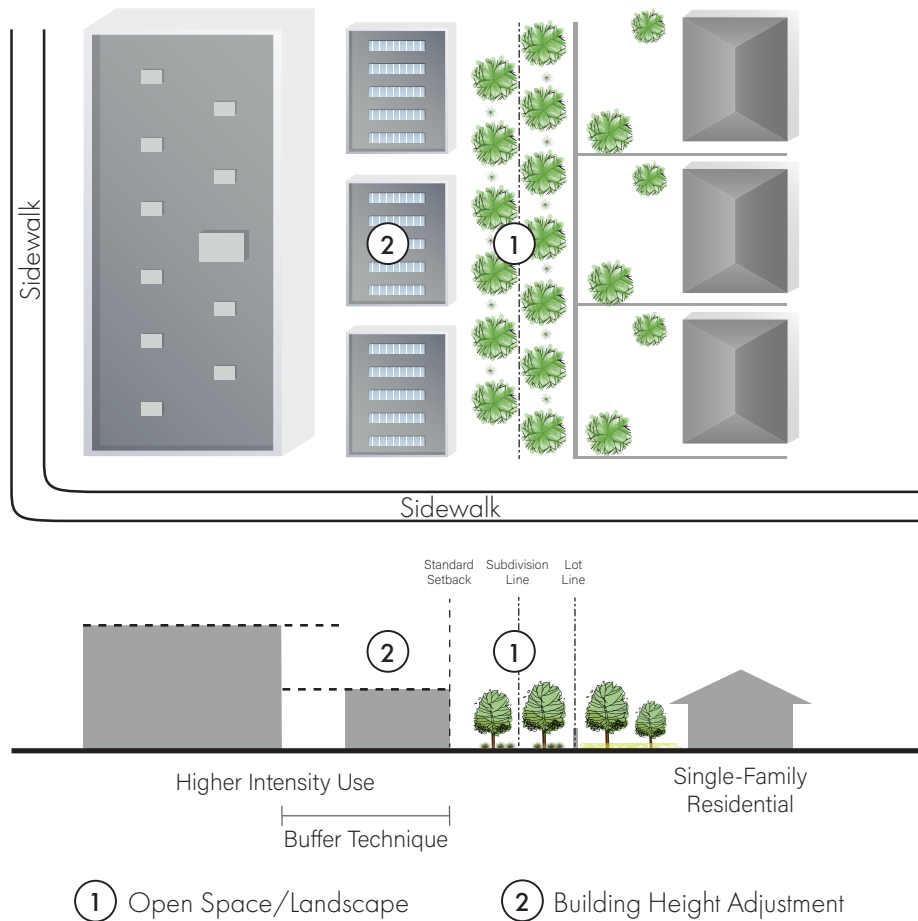 Sidewalk
2
1
Sidewalk
Standard
Setback
Subdivision
Line
Lot
Line
2
1
Higher Intensity Use
Single-Family
Residential
Buffer Technique
1 Open Space/Landscape
2 Building Height Adjustment